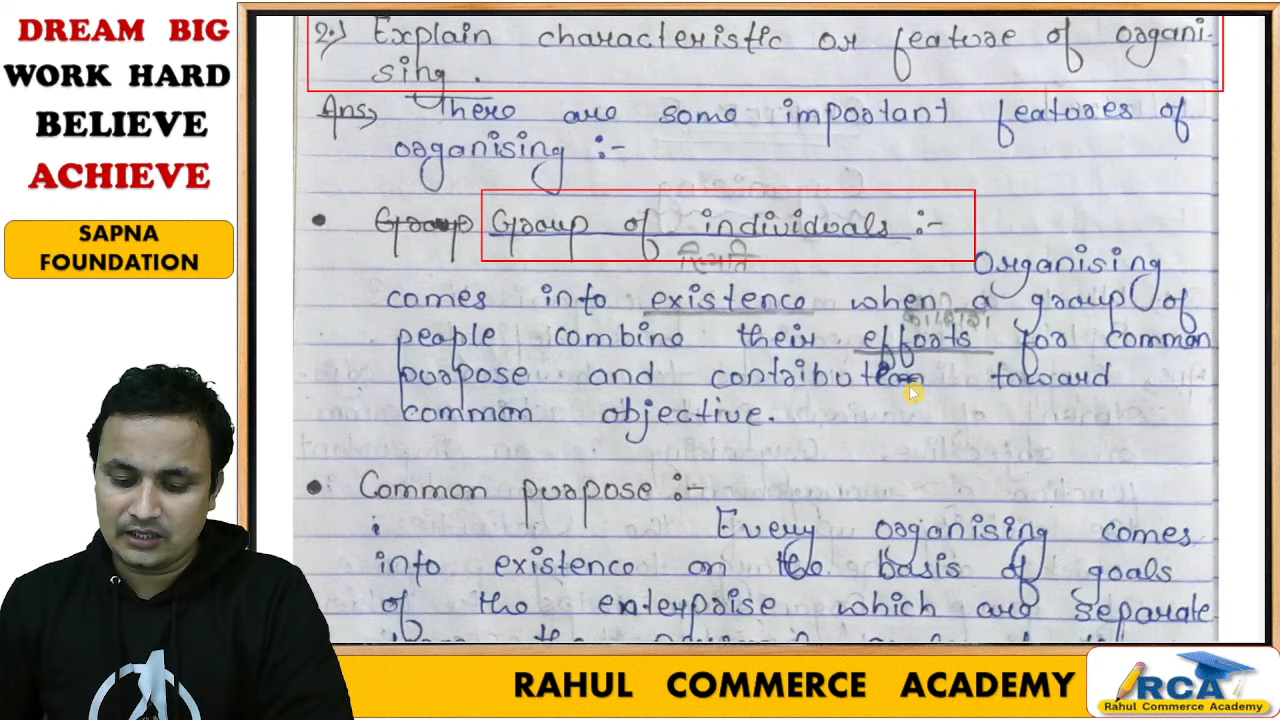 DREAM BIG
WORK HARD
BELIEVE
ACHIEVE
SAPNA
FOUNDATION
2.) Explain characteristic or feature of organi-
sing.
Ans, There are some important features of
organising :-
• Group Group of individuals :-
स्थिति
Organising
comes into existence when a group of
people combine their efforts for common
purpose and contribute toward
common objective.
• Common purpose :-
Every organising comes
into existence on the basis of goals
of the enterprise which are separate
RAHUL COMMERCE ACADEMY
RCA
Rahul Commerce Academy